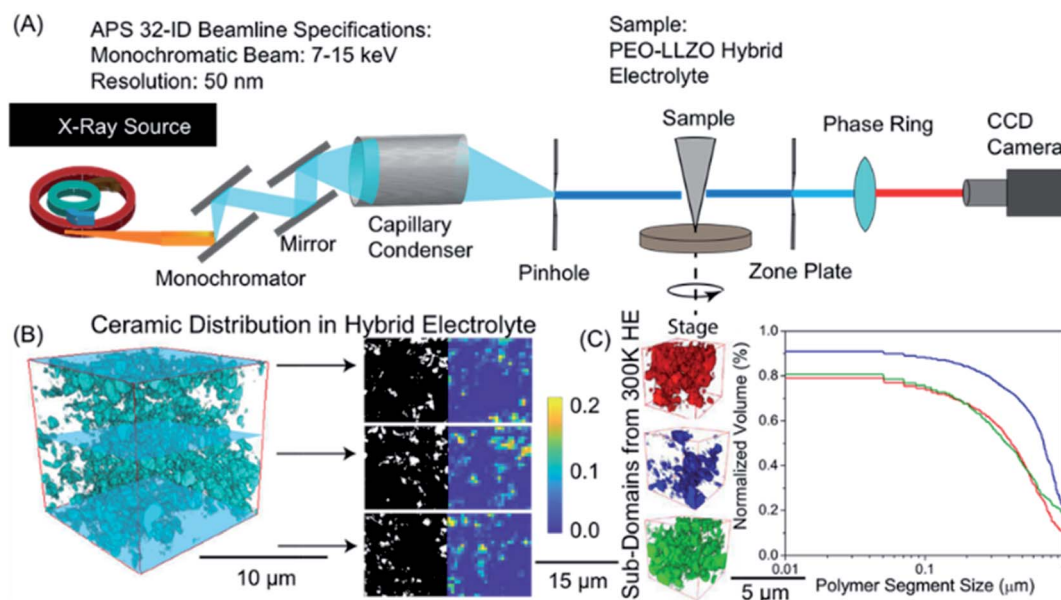 (A)
APS 32-ID Beamline Specifications:
Monochromatic Beam: 7-15 keV
Resolution: 50 nm
Sample:
PEO-LLZO Hybrid
Electrolyte
X-Ray Source
Sample
Phase Ring
CCD
Camera
Monochromator
Mirror
Capillary
Condenser
Pinhole
Zone Plate
Stage
(B)
Ceramic Distribution in Hybrid Electrolyte
10 µm
0.2
0.1
0.0
15 µm
(C)
Sub-Domains from 300K HE
5 µm
Normalized Volume (%)
1.0
0.8
0.6
0.4
0.2
0.0
0.01
0.1
1
Polymer Segment Size (µm)